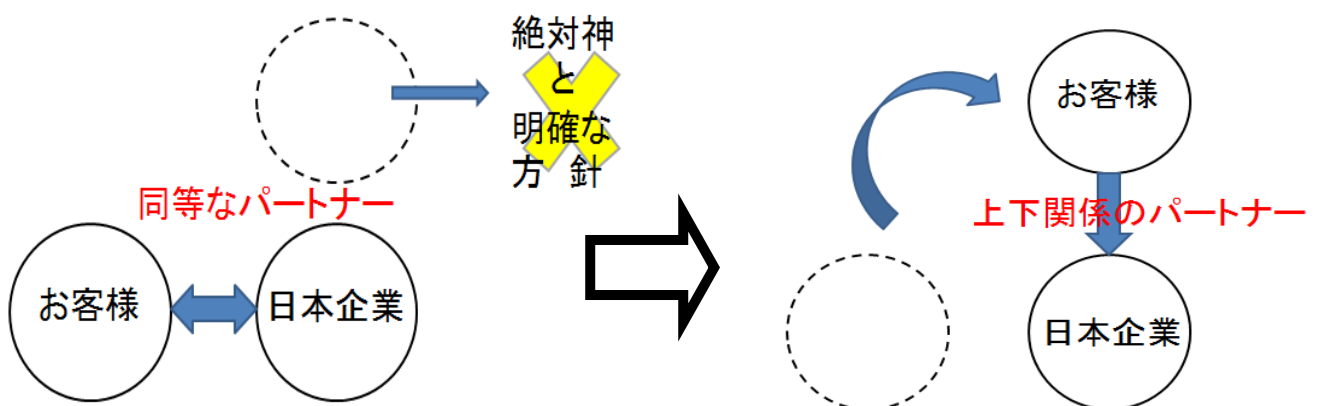 絶対神
と
明確な
方 針
同等なパートナー
お客様
日本企業
お客様
上下関係のパートナー
日本企業